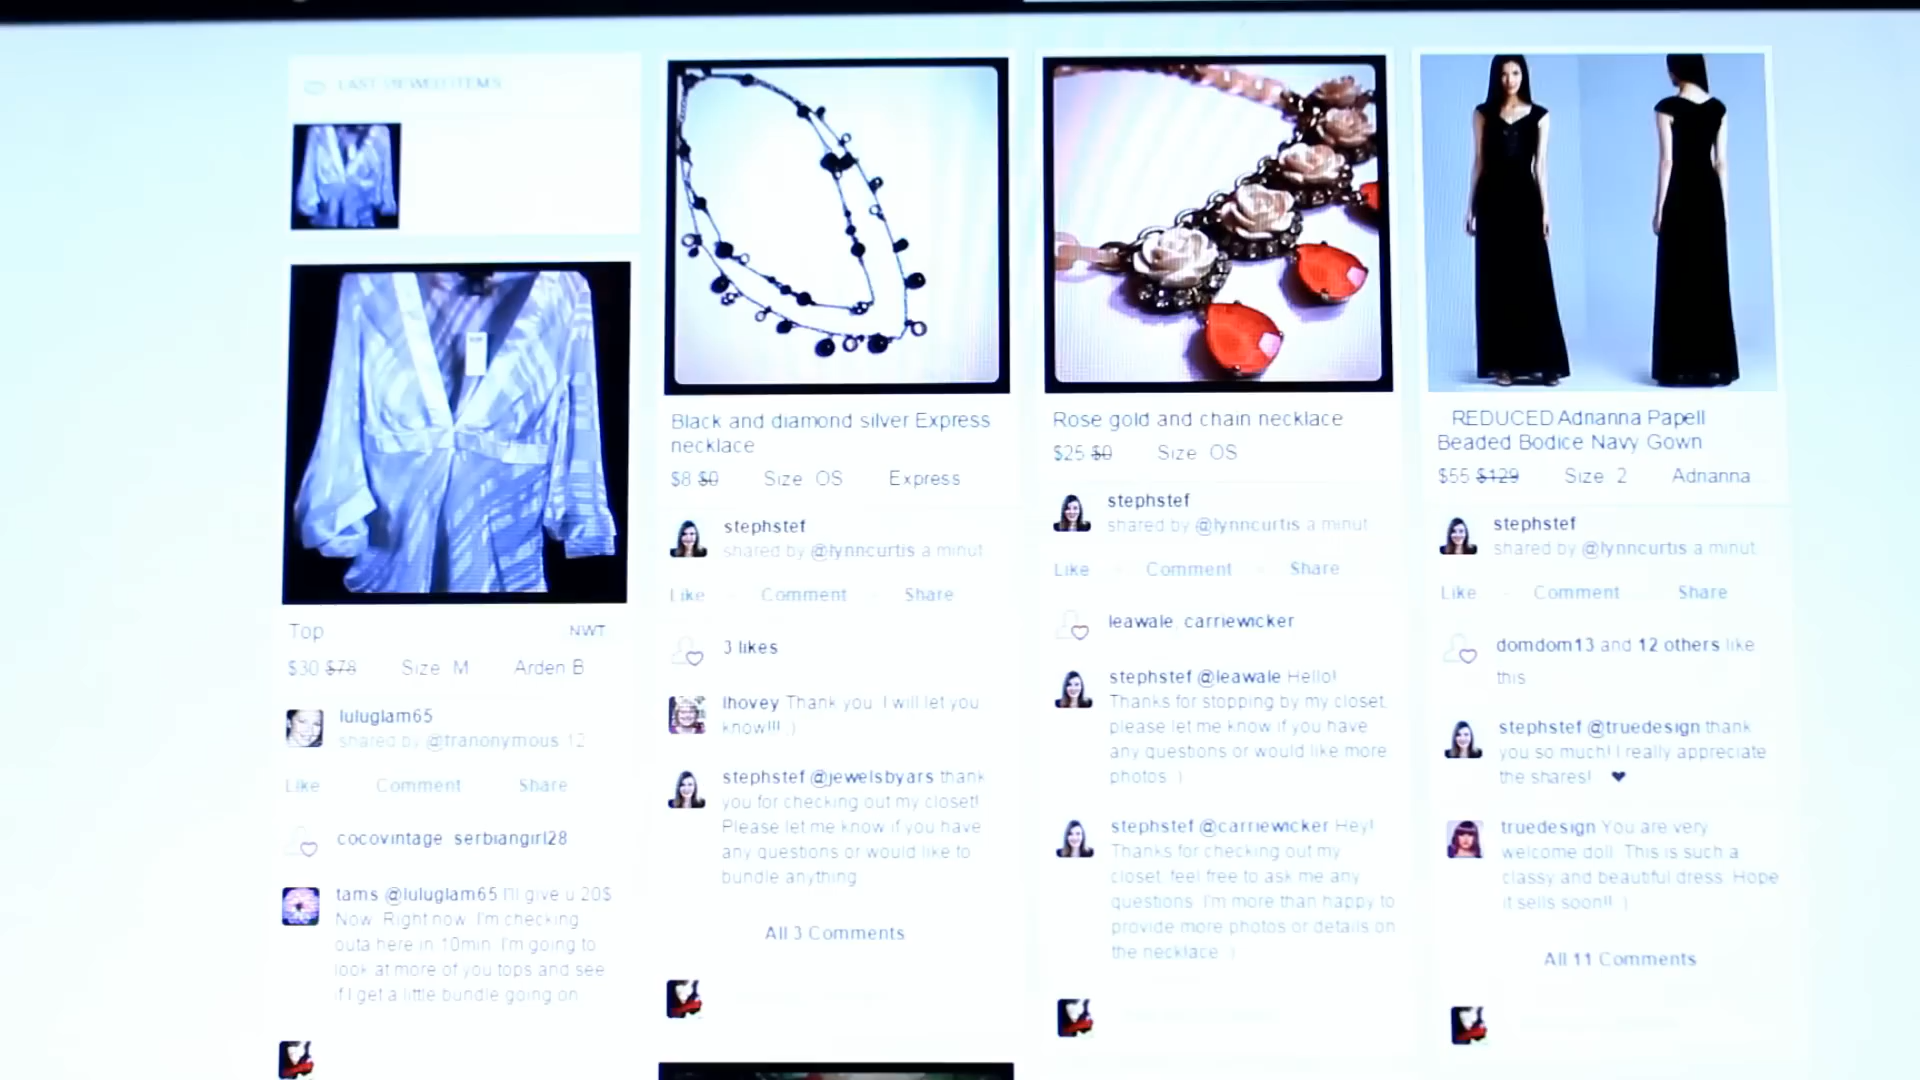 LAST VIEWED ITEMS
Top NWT
$30 $78 Size M Arden B
luluglam65
shared by @tranonymous 12
Like Comment Share
cocovintage serbiangirl28
tams @luluglam65 I'll give u 20$
Now. Right now. I'm checking
outa here in 10min. I'm going to
look at more of you tops and see
if I get a little bundle going on
Black and diamond silver Express
necklace
$8 $0 Size OS Express
stephstef
shared by @lynncurtis a minut
Like Comment Share
3 likes
lhovey Thank you. I will let you
know!!! :)
stephstef @jewelsbyars thank
you for checking out my closet!
Please let me know if you have
any questions or would like to
bundle anything
All 3 Comments
Rose gold and chain necklace
$25 $0 Size OS
stephstef
shared by @lynncurtis a minut
Like Comment Share
leawale, carriewicker
stephstef @leawale Hello!
Thanks for stopping by my closet,
please let me know if you have
any questions or would like more
photos :)
stephstef @carriewicker Hey!
Thanks for checking out my
closet, feel free to ask me any
questions. I'm more than happy to
provide more photos or details on
the necklace :)
REDUCED Adrianna Papell
Beaded Bodice Navy Gown
$55 $129 Size 2 Adrianna
stephstef
shared by @lynncurtis a minut
Like Comment Share
domdom13 and 12 others like
this
stephstef @truedesign thank
you so much! I really appreciate
the shares! ♥
truedesign You are very
welcome doll. This is such a
classy and beautiful dress. Hope
it sells soon!! :)
All 11 Comments